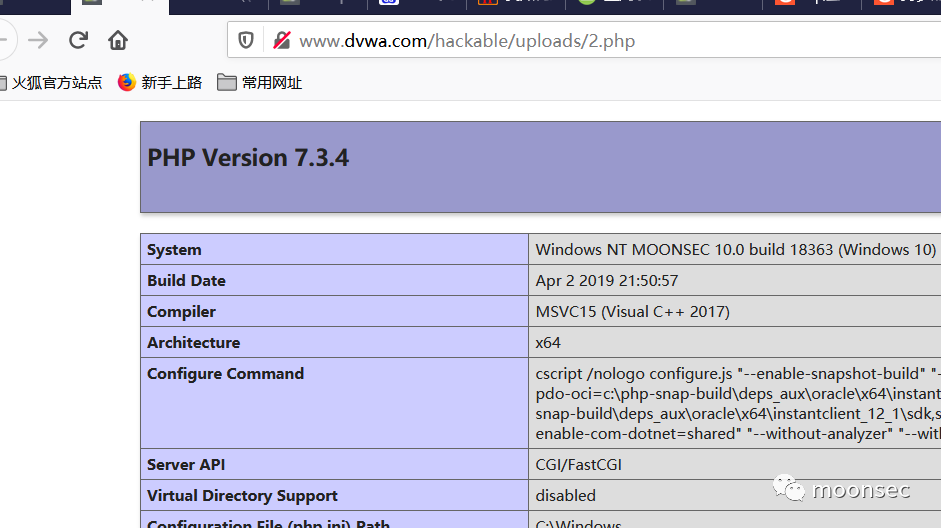 www.dvwa.com/hackable/uploads/2.php
火狐官方站点 新手上路 常用网址
PHP Version 7.3.4
System Windows NT MOONSEC 10.0 build 18363 (Windows 10)
Build Date Apr 2 2019 21:50:57
Compiler MSVC15 (Visual C++ 2017)
Architecture x64
Configure Command cscript /nologo configure.js "--enable-snapshot-build" "-
pdo-oci=c:\php-snap-build\deps_aux\oracle\x64\instant
snap-build\deps_aux\oracle\x64\instantclient_12_1\sdk,s
enable-com-dotnet=shared" "--without-analyzer" "--wit
Server API CGI/FastCGI
Virtual Directory Support disabled
Configuration File (php.ini) Path C:\Windows
moonsec